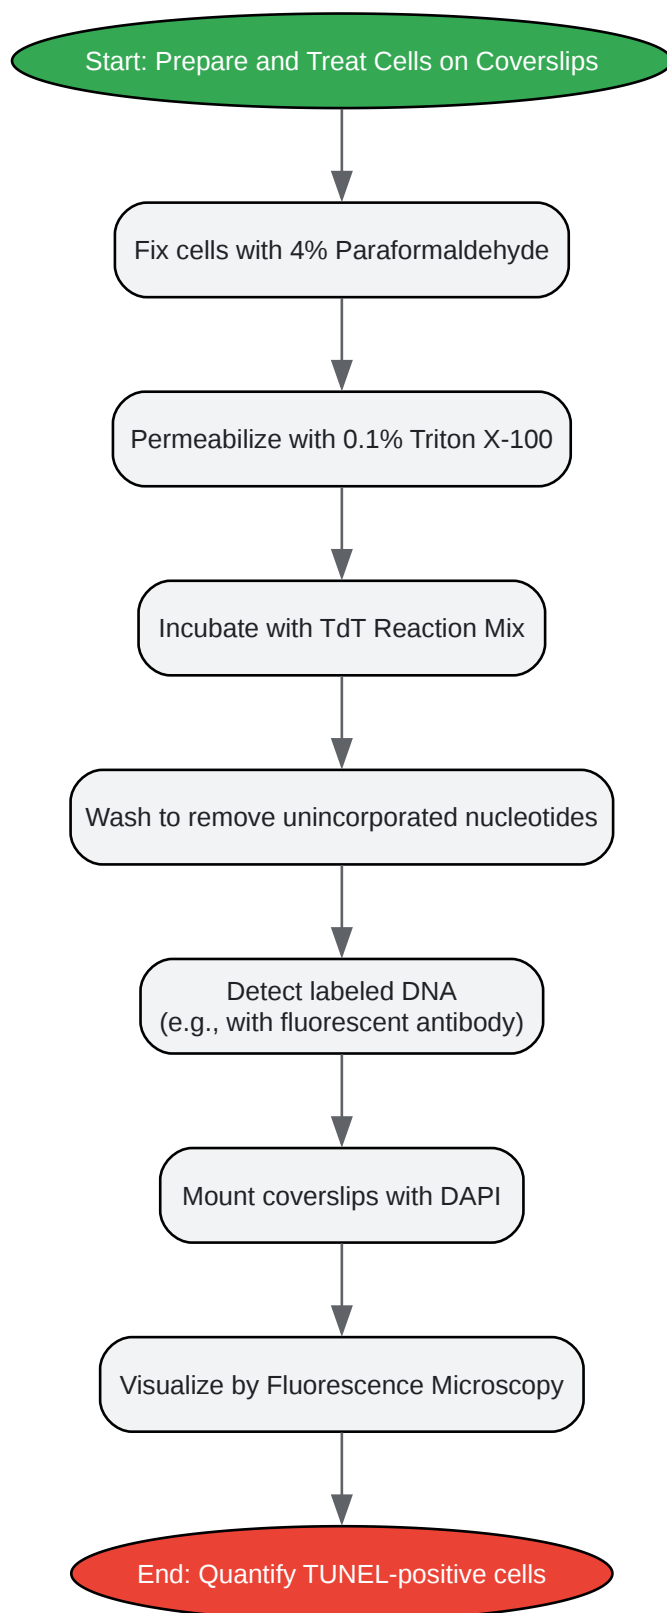 Start: Prepare and Treat Cells on Coverslips
Fix cells with 4% Paraformaldehyde
Permeabilize with 0.1% Triton X-100
Incubate with TdT Reaction Mix
Wash to remove unincorporated nucleotides
Detect labeled DNA
(e.g., with fluorescent antibody)
Mount coverslips with DAPI
Visualize by Fluorescence Microscopy
End: Quantify TUNEL-positive cells